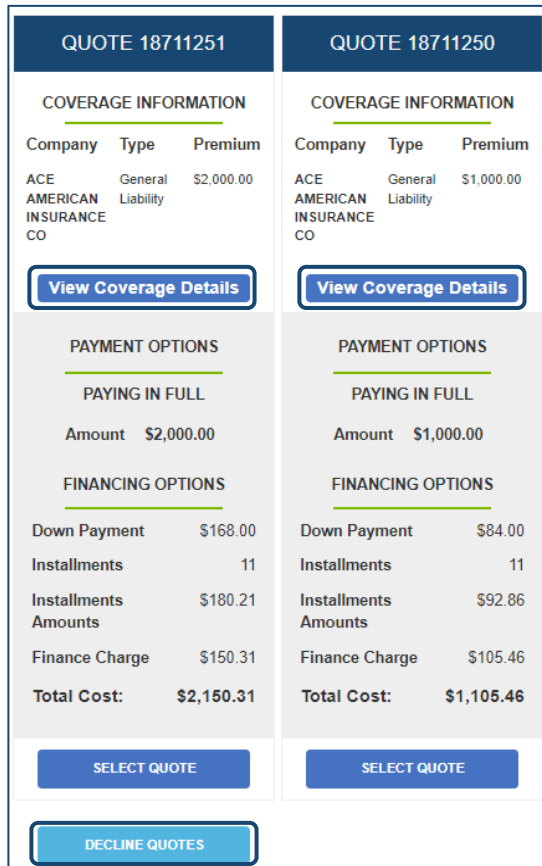 QUOTE 18711251
COVERAGE INFORMATION
Company Type Premium
ACE General $2,000.00
AMERICAN Liability
INSURANCE
CO
View Coverage Details
PAYMENT OPTIONS
PAYING IN FULL
Amount $2,000.00
FINANCING OPTIONS
Down Payment $168.00
Installments 11
Installments $180.21
Amounts
Finance Charge $150.31
Total Cost: $2,150.31
SELECT QUOTE
QUOTE 18711250
COVERAGE INFORMATION
Company Type Premium
ACE General $1,000.00
AMERICAN Liability
INSURANCE
CO
View Coverage Details
PAYMENT OPTIONS
PAYING IN FULL
Amount $1,000.00
FINANCING OPTIONS
Down Payment $84.00
Installments 11
Installments $92.86
Amounts
Finance Charge $105.46
Total Cost: $1,105.46
SELECT QUOTE
DECLINE QUOTES